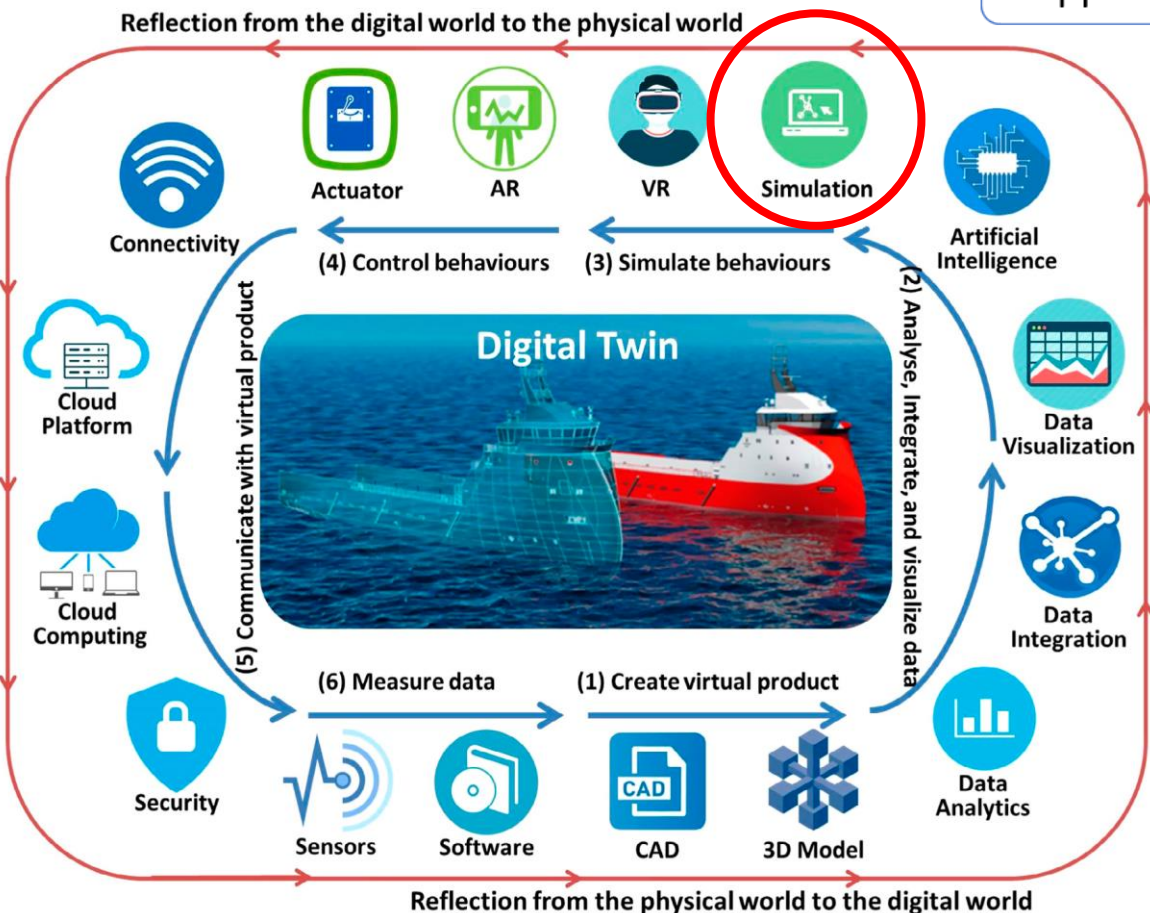 Reflection from the digital world to the physical world
Actuator
AR
VR
Simulation
Connectivity
Artificial
Intelligence
(4) Control behaviours
(3) Simulate behaviours
(2) Analyse, Integrate, and visualize data
Digital Twin
Cloud
Platform
Data
Visualization
(5) Communicate with virtual product
Cloud
Computing
Data
Integration
(6) Measure data
(1) Create virtual product
Security
Sensors
Software
CAD
CAD
3D Model
Data
Analytics
Reflection from the physical world to the digital world